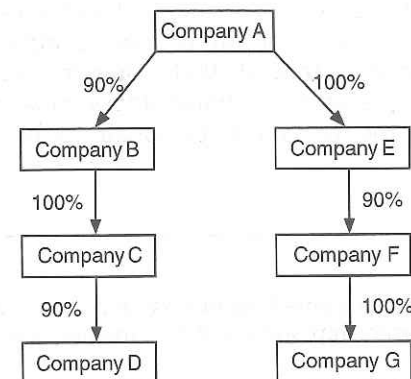 Company A
90%
100%
Company B
Company E
100%
90%
Company C
Company F
90%
100%
Company D
Company G